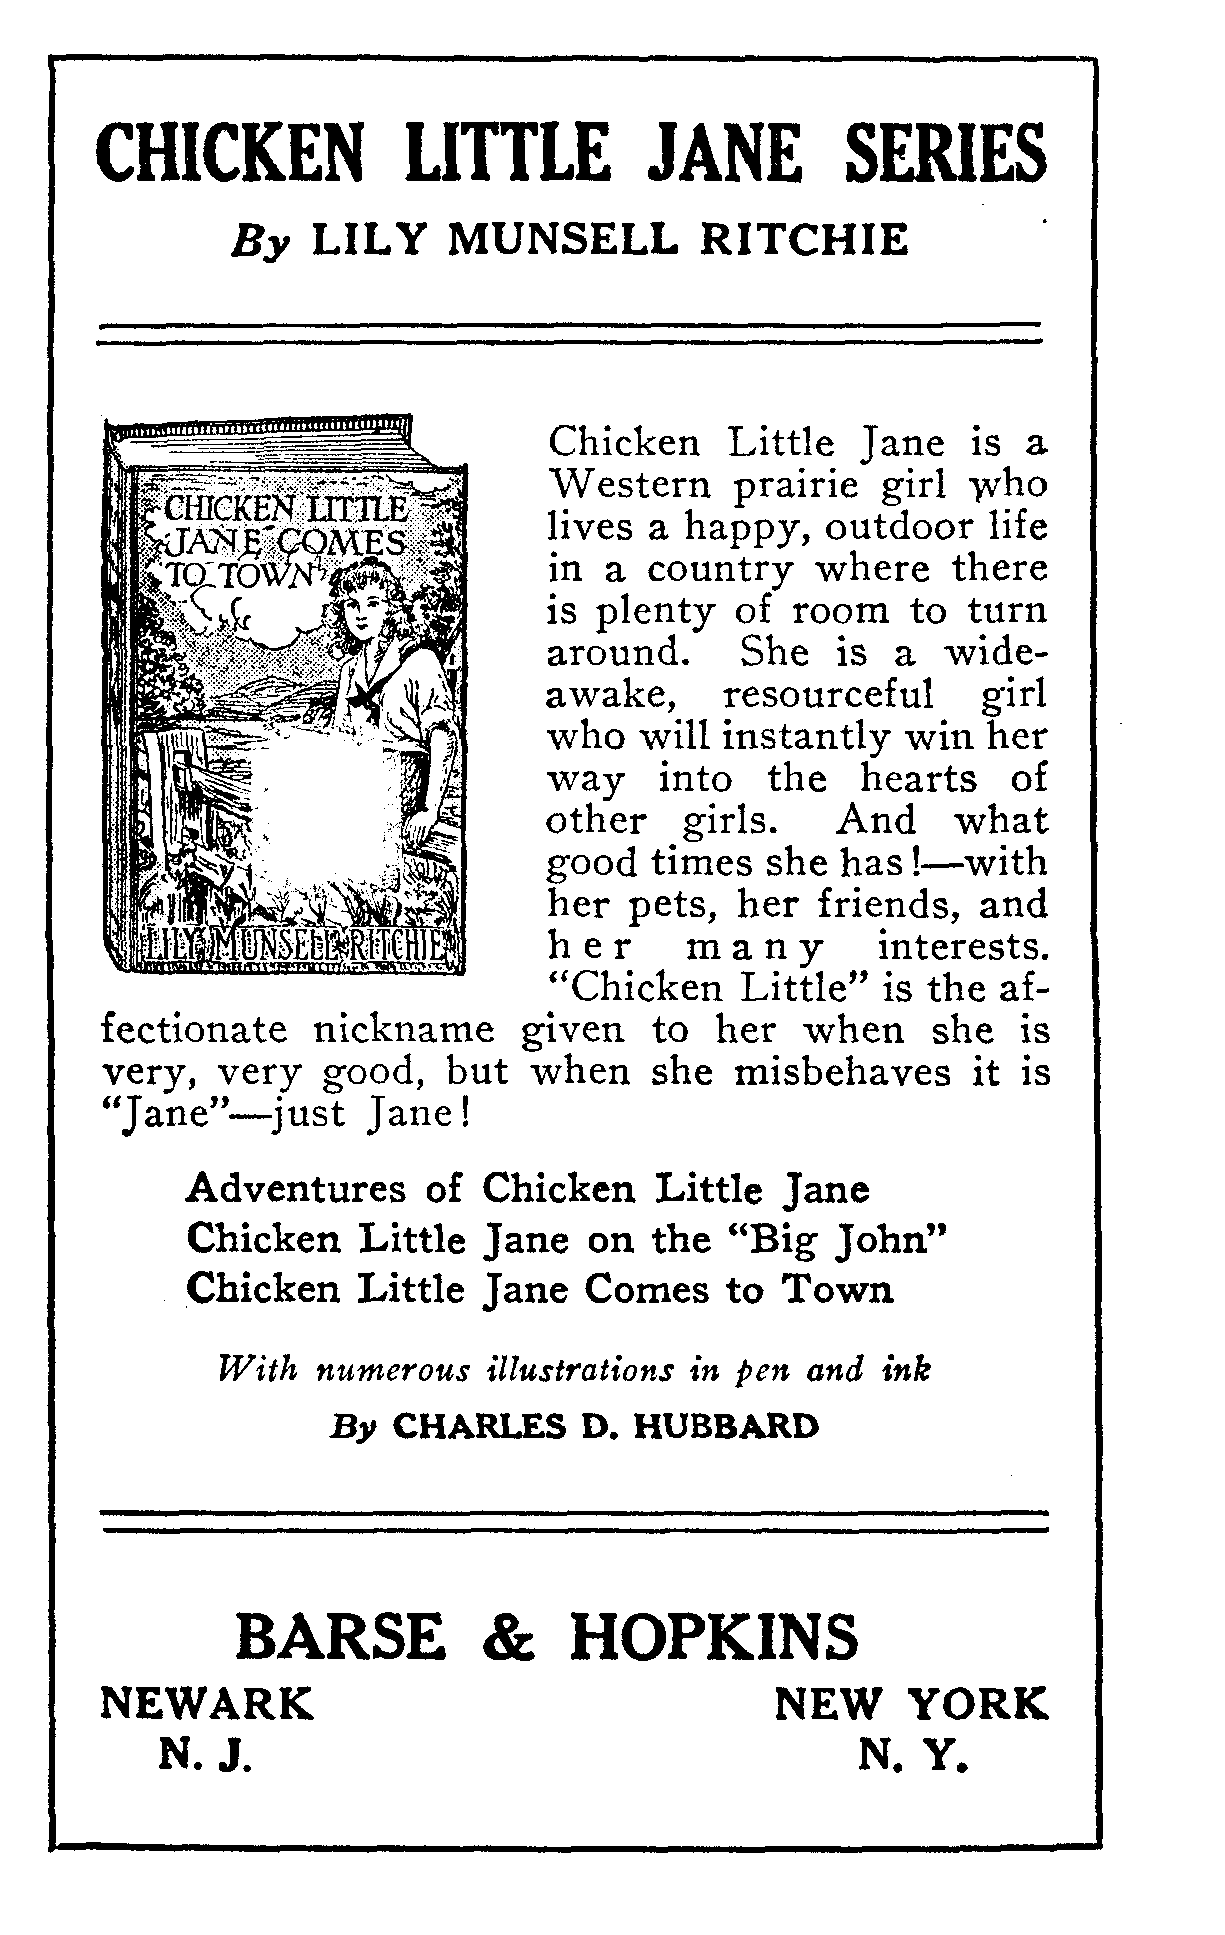 CHICKEN LITTLE JANE SERIES
By LILY MUNSELL RITCHIE
CHICKEN LITTLE
JANE COMES
TO TOWN
LILY MUNSELL RITCHIE
Chicken Little Jane is a
Western prairie girl who
lives a happy, outdoor life
in a country where there
is plenty of room to turn
around. She is a wide-
awake, resourceful girl
who will instantly win her
way into the hearts of
other girls. And what
good times she has!—with
her pets, her friends, and
her many interests.
“Chicken Little” is the af-
fectionate nickname given to her when she is
very, very good, but when she misbehaves it is
“Jane”—just Jane!
Adventures of Chicken Little Jane
Chicken Little Jane on the “Big John”
Chicken Little Jane Comes to Town
With numerous illustrations in pen and ink
By CHARLES D. HUBBARD
BARSE & HOPKINS
NEWARK NEW YORK
N. J. N. Y.